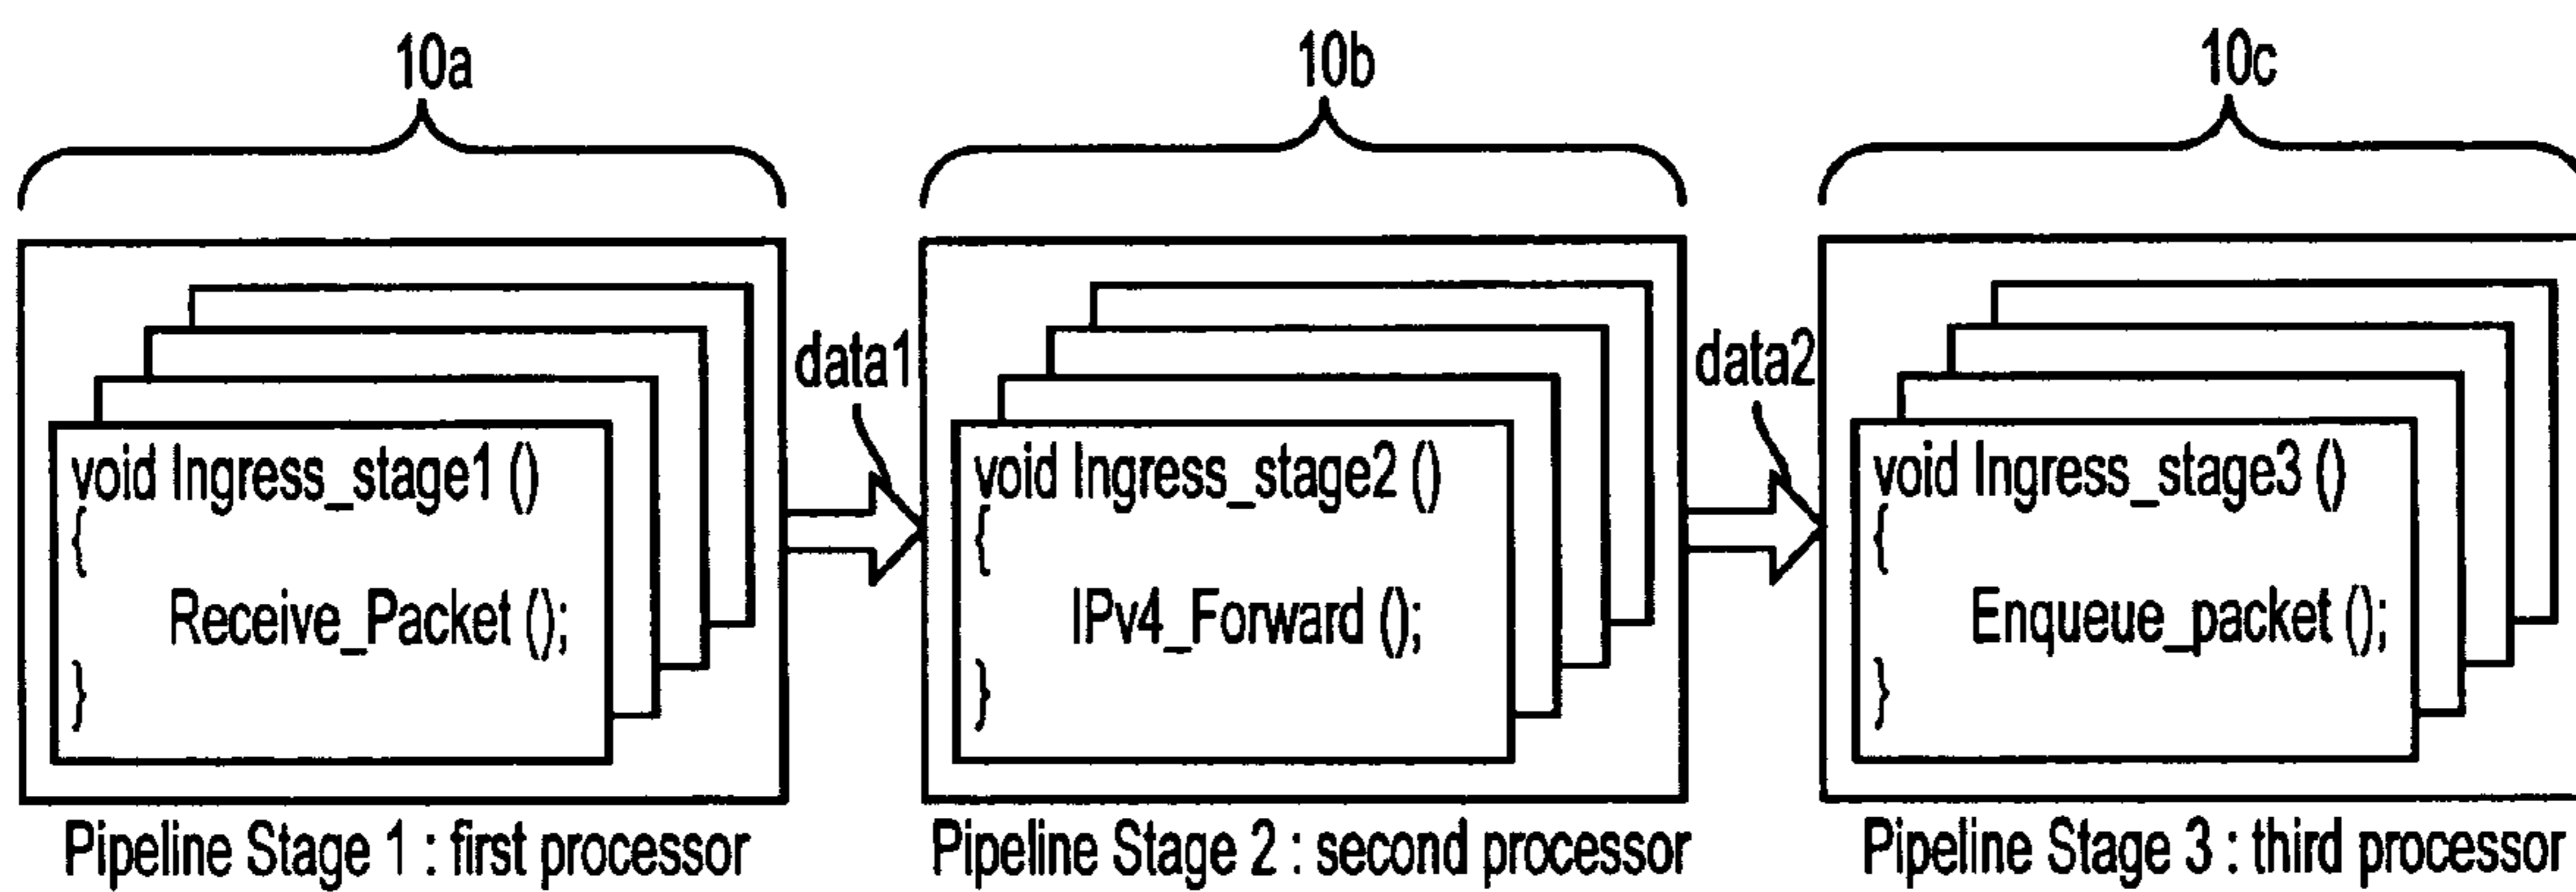 10a
10b
10c
data1
data2
void Ingress_stage1 ()
{
Receive_Packet ();
}
void Ingress_stage2 ()
{
IPv4_Forward ();
}
void Ingress_stage3 ()
{
Enqueue_packet ();
}
Pipeline Stage 1 : first processor
Pipeline Stage 2 : second processor
Pipeline Stage 3 : third processor